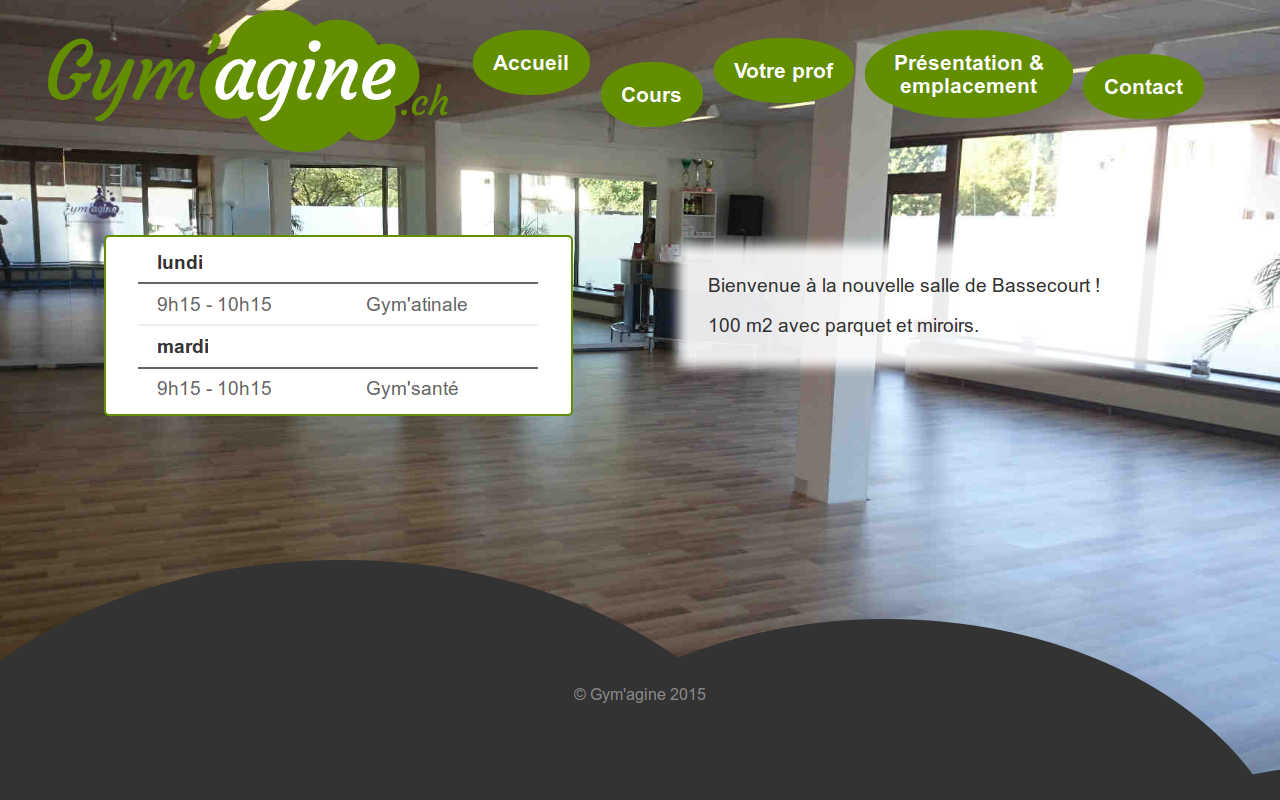 Gym'agine.ch
Accueil
Cours
Votre prof
Présentation &
emplacement
Contact
gym'agine
lundi
9h15 - 10h15 Gym'atinale
mardi
9h15 - 10h15 Gym'santé
Bienvenue à la nouvelle salle de Bassecourt !
100 m2 avec parquet et miroirs.
© Gym'agine 2015